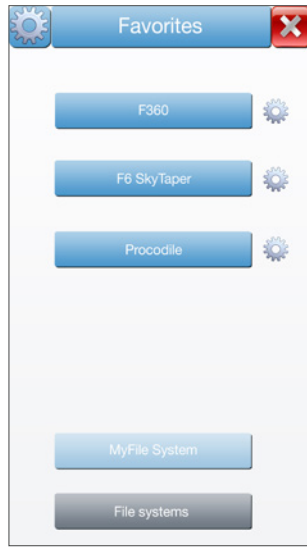 Favorites
F360
F6 SkyTaper
Procodile
MyFile System
File systems